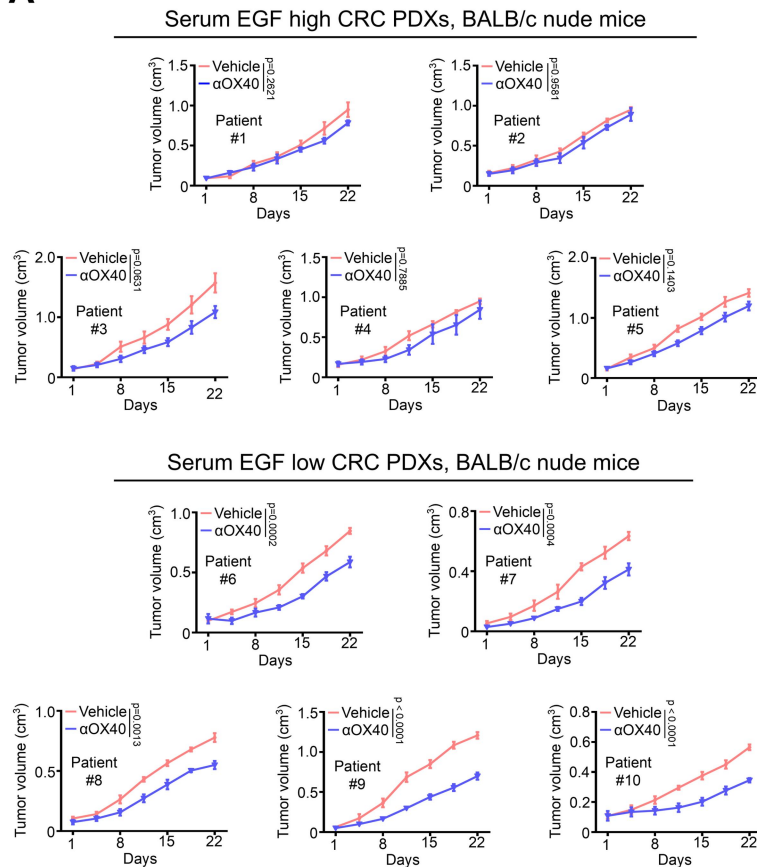 Serum EGF high CRC PDXs, BALB/c nude mice
Tumor volume (cm³)
1.5
1.0
0.5
0
Vehicle
αOX40
p=0.2621
Patient
#1
1 8 15 22
Days
Tumor volume (cm³)
1.5
1.0
0.5
0
Vehicle
αOX40
p=0.9581
Patient
#2
1 8 15 22
Days
Tumor volume (cm³)
2.0
1.0
0
Vehicle
αOX40
p=0.0631
Patient
#3
1 8 15 22
Days
Tumor volume (cm³)
1.5
1.0
0.5
0
Vehicle
αOX40
p=0.7885
Patient
#4
1 8 15 22
Days
Tumor volume (cm³)
2.0
1.0
0
Vehicle
αOX40
p=0.1403
Patient
#5
1 8 15 22
Days
Serum EGF low CRC PDXs, BALB/c nude mice
Tumor volume (cm³)
1.0
0.5
0
Vehicle
αOX40
p=0.0002
Patient
#6
1 8 15 22
Days
Tumor volume (cm³)
0.8
0.4
0
Vehicle
αOX40
p=0.0004
Patient
#7
1 8 15 22
Days
Tumor volume (cm³)
1.0
0.5
0
Vehicle
αOX40
p=0.0013
Patient
#8
1 8 15 22
Days
Tumor volume (cm³)
1.5
1.0
0.5
0
Vehicle
αOX40
p < 0.0001
Patient
#9
1 8 15 22
Days
Tumor volume (cm³)
0.8
0.6
0.4
0.2
0
Vehicle
αOX40
p < 0.0001
Patient
#10
1 8 15 22
Days